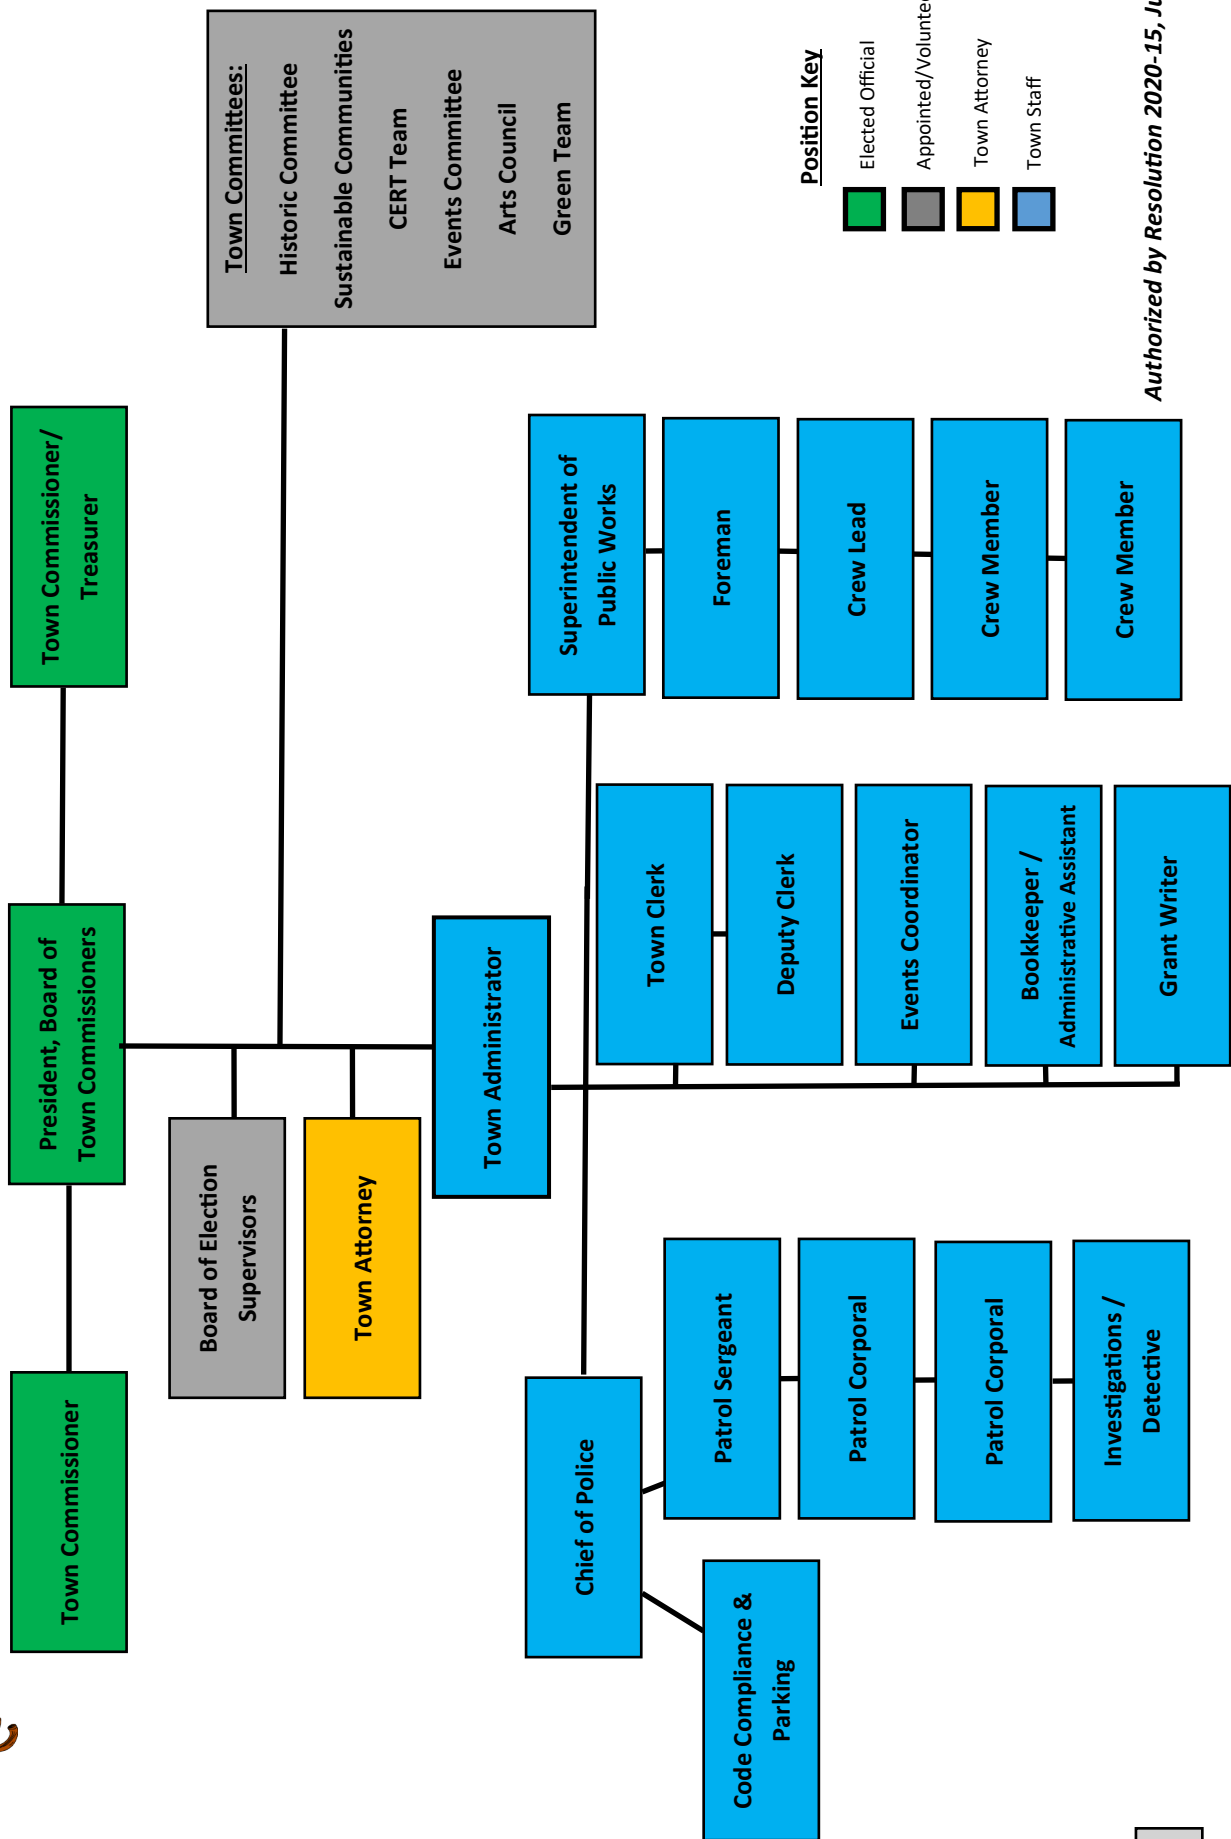 Town Commissioner
President, Board of
Town Commissioners
Town Commissioner/
Treasurer
Board of Election
Supervisors
Town Attorney
Town Committees:
Historic Committee
Sustainable Communities
CERT Team
Events Committee
Arts Council
Green Team
Town Administrator
Chief of Police
Code Compliance &
Parking
Patrol Sergeant
Patrol Corporal
Patrol Corporal
Investigations /
Detective
Town Clerk
Deputy Clerk
Events Coordinator
Bookkeeper /
Administrative Assistant
Grant Writer
Superintendent of
Public Works
Foreman
Crew Lead
Crew Member
Crew Member
Position Key
Elected Official
Town Attorney
Town Staff
Authorized by Resolution 2020-15,